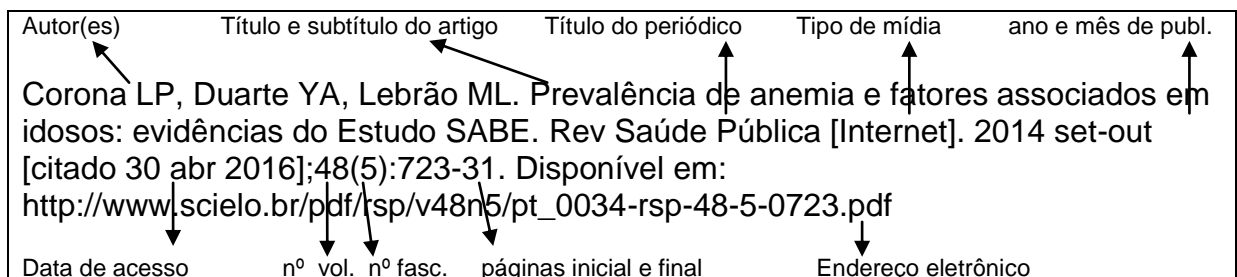 Autor(es) Título e subtítulo do artigo Título do periódico Tipo de mídia ano e mês de publ.
Corona LP, Duarte YA, Lebrão ML. Prevalência de anemia e fatores associados em
idosos: evidências do Estudo SABE. Rev Saúde Pública [Internet]. 2014 set-out
[citado 30 abr 2016];48(5):723-31. Disponível em:
http://www.scielo.br/pdf/rsp/v48n5/pt_0034-rsp-48-5-0723.pdf
Data de acesso nº vol. nº fasc. páginas inicial e final Endereço eletrônico